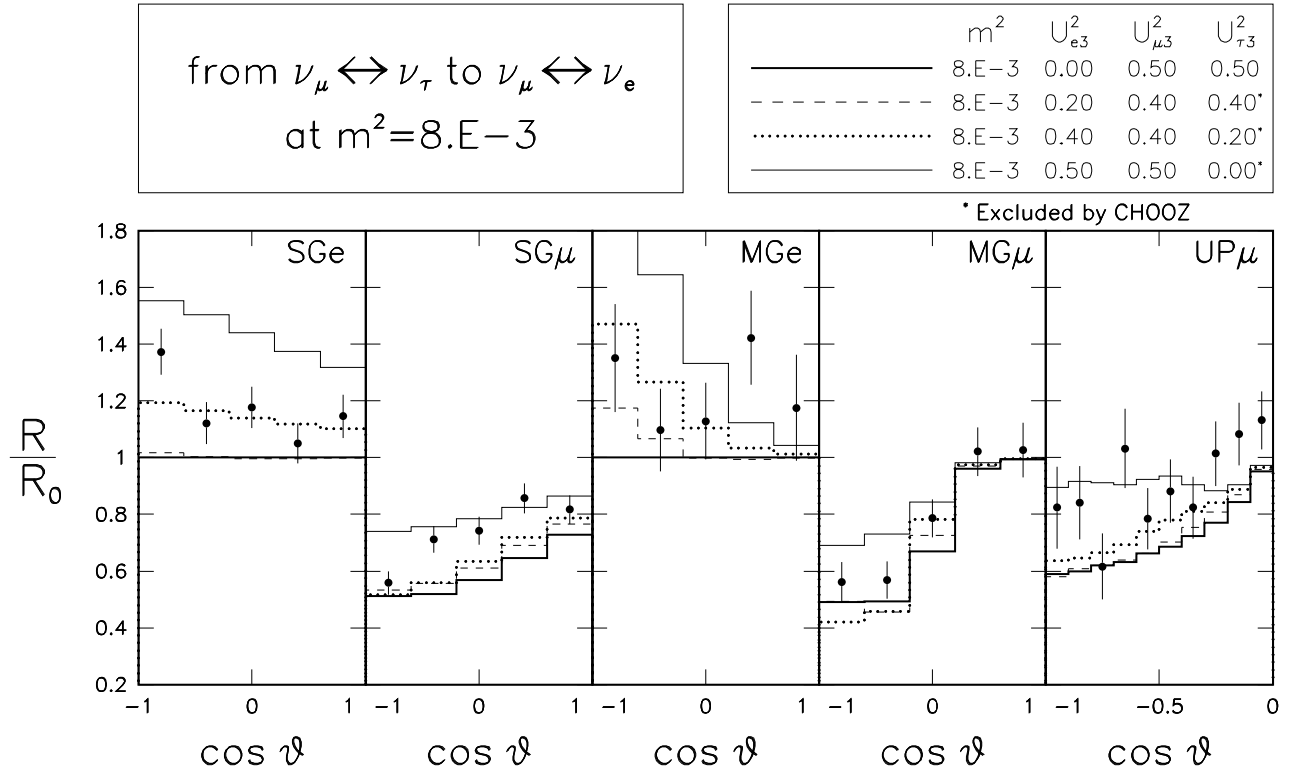 from ν_μ ↔ ν_τ to ν_μ ↔ ν_e
at m²=8.E−3
m² U²_e3 U²_μ3 U²_τ3
8.E−3 0.00 0.50 0.50
8.E−3 0.20 0.40 0.40*
8.E−3 0.40 0.40 0.20*
8.E−3 0.50 0.50 0.00*
* Excluded by CHOOZ
SGe SGμ MGe MGμ UPμ
1.8
1.6
1.4
1.2
1
0.8
0.6
0.4
0.2
R
R₀
−1 0 1 −1 0 1 −1 0 1 −1 0 1 −1 −0.5 0
cos ϑ cos ϑ cos ϑ cos ϑ cos ϑ